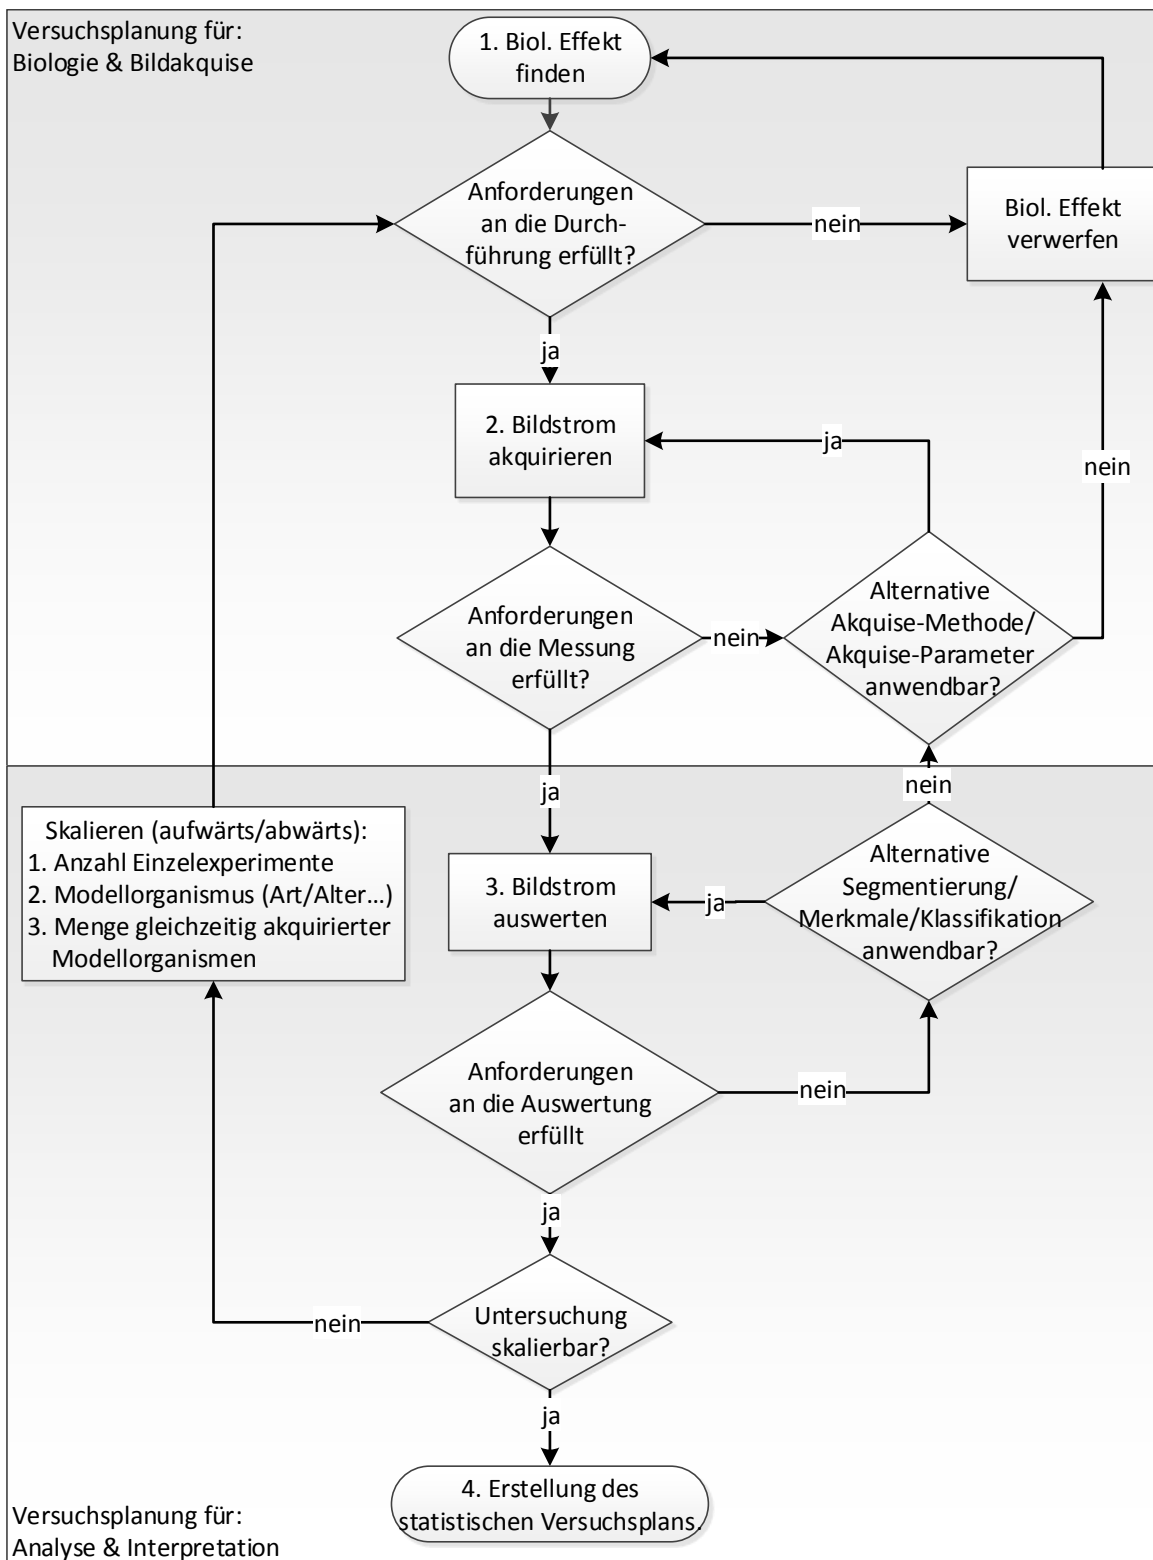 Versuchsplanung für:
Biologie & Bildakquise
1. Biol. Effekt
finden
Anforderungen
an die Durch-
führung erfüllt?
nein
Biol. Effekt
verwerfen
ja
2. Bildstrom
akquirieren
ja
nein
Anforderungen
an die Messung
erfüllt?
nein
Alternative
Akquise-Methode/
Akquise-Parameter
anwendbar?
ja
nein
Skalieren (aufwärts/abwärts):
1. Anzahl Einzelexperimente
2. Modellorganismus (Art/Alter...)
3. Menge gleichzeitig akquirierter
Modellorganismen
3. Bildstrom
auswerten
ja
Alternative
Segmentierung/
Merkmale/Klassifikation
anwendbar?
Anforderungen
an die Auswertung
erfüllt
nein
ja
Untersuchung
skalierbar?
nein
ja
4. Erstellung des
statistischen Versuchsplans.
Versuchsplanung für:
Analyse & Interpretation